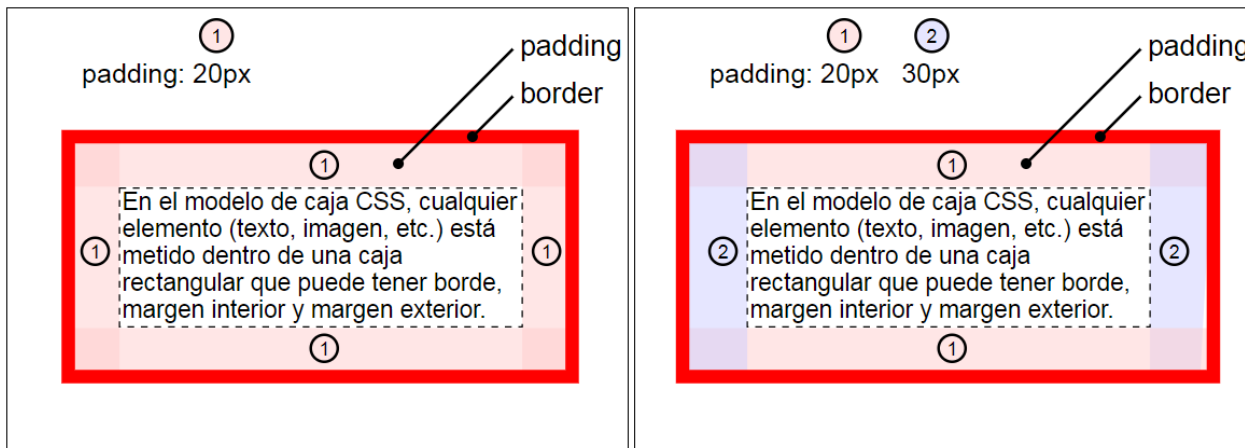 1
padding: 20px
padding
border
1
En el modelo de caja CSS, cualquier
elemento (texto, imagen, etc.) está
metido dentro de una caja
rectangular que puede tener borde,
margen interior y margen exterior.
1
1
1
1 2
padding: 20px 30px
padding
border
1
En el modelo de caja CSS, cualquier
elemento (texto, imagen, etc.) está
metido dentro de una caja
rectangular que puede tener borde,
margen interior y margen exterior.
2
2
1